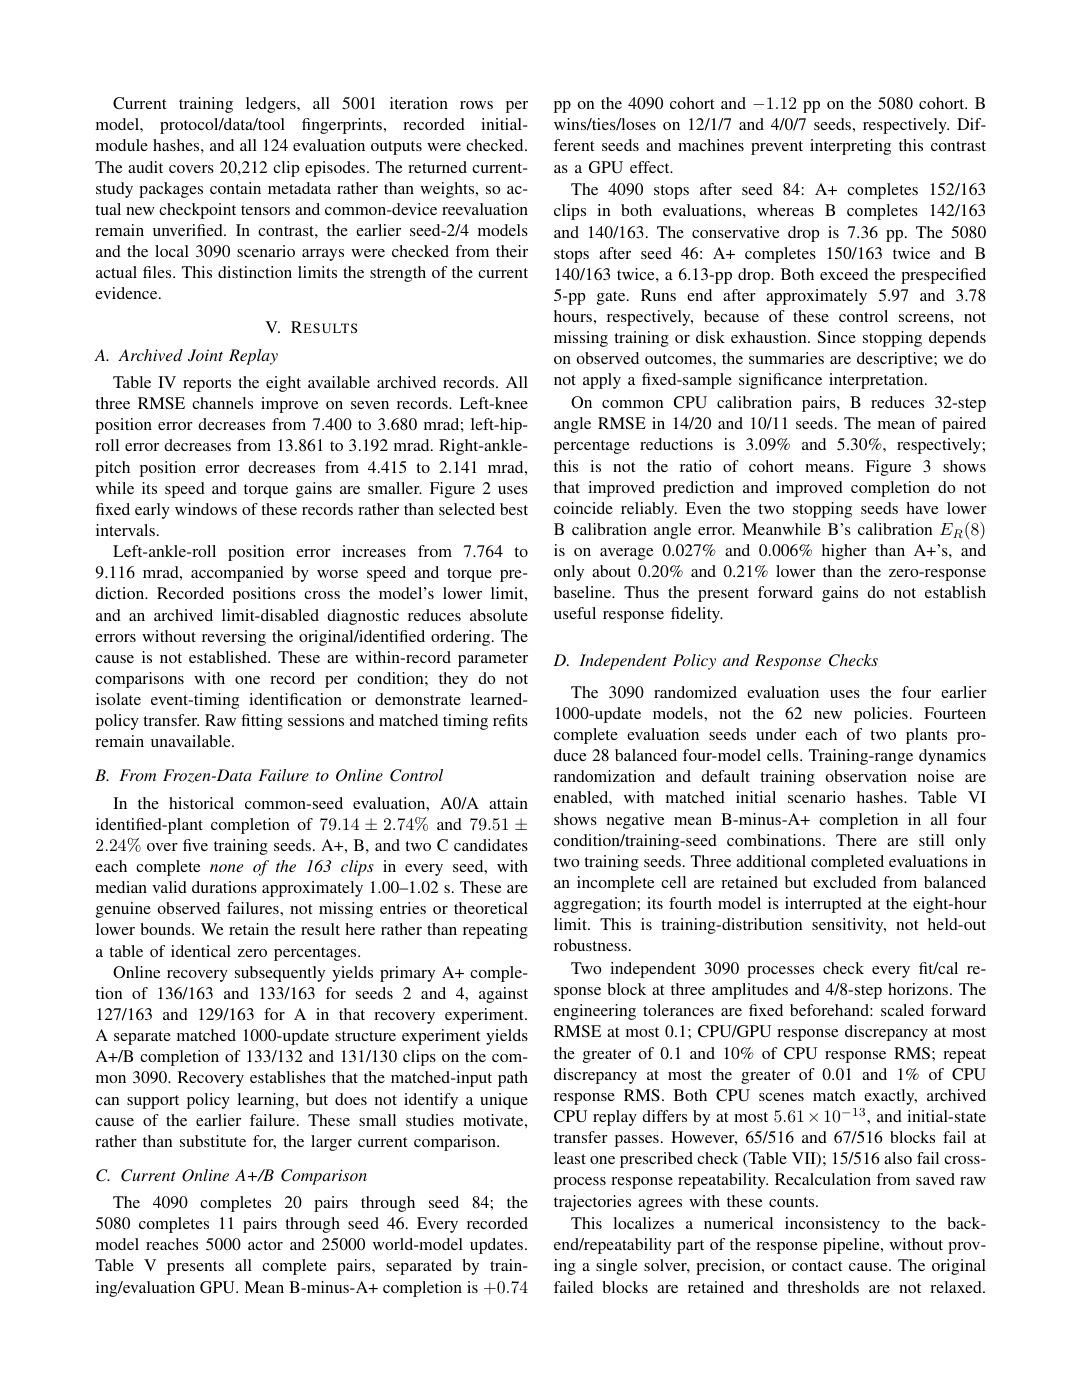 Current training ledgers, all 5001 iteration rows per
model, protocol/data/tool fingerprints, recorded initial-
module hashes, and all 124 evaluation outputs were checked.
The audit covers 20,212 clip episodes. The returned current-
study packages contain metadata rather than weights, so ac-
tual new checkpoint tensors and common-device reevaluation
remain unverified. In contrast, the earlier seed-2/4 models
and the local 3090 scenario arrays were checked from their
actual files. This distinction limits the strength of the current
evidence.
V. RESULTS
A. Archived Joint Replay
Table IV reports the eight available archived records. All
three RMSE channels improve on seven records. Left-knee
position error decreases from 7.400 to 3.680 mrad; left-hip-
roll error decreases from 13.861 to 3.192 mrad. Right-ankle-
pitch position error decreases from 4.415 to 2.141 mrad,
while its speed and torque gains are smaller. Figure 2 uses
fixed early windows of these records rather than selected best
intervals.
Left-ankle-roll position error increases from 7.764 to
9.116 mrad, accompanied by worse speed and torque pre-
diction. Recorded positions cross the model's lower limit,
and an archived limit-disabled diagnostic reduces absolute
errors without reversing the original/identified ordering. The
cause is not established. These are within-record parameter
comparisons with one record per condition; they do not
isolate event-timing identification or demonstrate learned-
policy transfer. Raw fitting sessions and matched timing refits
remain unavailable.
B. From Frozen-Data Failure to Online Control
In the historical common-seed evaluation, A0/A attain
identified-plant completion of 79.14 ± 2.74% and 79.51 ±
2.24% over five training seeds. A+, B, and two C candidates
each complete none of the 163 clips in every seed, with
median valid durations approximately 1.00–1.02 s. These are
genuine observed failures, not missing entries or theoretical
lower bounds. We retain the result here rather than repeating
a table of identical zero percentages.
Online recovery subsequently yields primary A+ comple-
tion of 136/163 and 133/163 for seeds 2 and 4, against
127/163 and 129/163 for A in that recovery experiment.
A separate matched 1000-update structure experiment yields
A+/B completion of 133/132 and 131/130 clips on the com-
mon 3090. Recovery establishes that the matched-input path
can support policy learning, but does not identify a unique
cause of the earlier failure. These small studies motivate,
rather than substitute for, the larger current comparison.
C. Current Online A+/B Comparison
The 4090 completes 20 pairs through seed 84; the
5080 completes 11 pairs through seed 46. Every recorded
model reaches 5000 actor and 25000 world-model updates.
Table V presents all complete pairs, separated by train-
ing/evaluation GPU. Mean B-minus-A+ completion is +0.74
pp on the 4090 cohort and −1.12 pp on the 5080 cohort. B
wins/ties/loses on 12/1/7 and 4/0/7 seeds, respectively. Dif-
ferent seeds and machines prevent interpreting this contrast
as a GPU effect.
The 4090 stops after seed 84: A+ completes 152/163
clips in both evaluations, whereas B completes 142/163
and 140/163. The conservative drop is 7.36 pp. The 5080
stops after seed 46: A+ completes 150/163 twice and B
140/163 twice, a 6.13-pp drop. Both exceed the prespecified
5-pp gate. Runs end after approximately 5.97 and 3.78
hours, respectively, because of these control screens, not
missing training or disk exhaustion. Since stopping depends
on observed outcomes, the summaries are descriptive; we do
not apply a fixed-sample significance interpretation.
On common CPU calibration pairs, B reduces 32-step
angle RMSE in 14/20 and 10/11 seeds. The mean of paired
percentage reductions is 3.09% and 5.30%, respectively;
this is not the ratio of cohort means. Figure 3 shows
that improved prediction and improved completion do not
coincide reliably. Even the two stopping seeds have lower
B calibration angle error. Meanwhile B's calibration E_R(8)
is on average 0.027% and 0.006% higher than A+'s, and
only about 0.20% and 0.21% lower than the zero-response
baseline. Thus the present forward gains do not establish
useful response fidelity.
D. Independent Policy and Response Checks
The 3090 randomized evaluation uses the four earlier
1000-update models, not the 62 new policies. Fourteen
complete evaluation seeds under each of two plants pro-
duce 28 balanced four-model cells. Training-range dynamics
randomization and default training observation noise are
enabled, with matched initial scenario hashes. Table VI
shows negative mean B-minus-A+ completion in all four
condition/training-seed combinations. There are still only
two training seeds. Three additional completed evaluations in
an incomplete cell are retained but excluded from balanced
aggregation; its fourth model is interrupted at the eight-hour
limit. This is training-distribution sensitivity, not held-out
robustness.
Two independent 3090 processes check every fit/cal re-
sponse block at three amplitudes and 4/8-step horizons. The
engineering tolerances are fixed beforehand: scaled forward
RMSE at most 0.1; CPU/GPU response discrepancy at most
the greater of 0.1 and 10% of CPU response RMS; repeat
discrepancy at most the greater of 0.01 and 1% of CPU
response RMS. Both CPU scenes match exactly, archived
CPU replay differs by at most 5.61 × 10⁻¹³, and initial-state
transfer passes. However, 65/516 and 67/516 blocks fail at
least one prescribed check (Table VII); 15/516 also fail cross-
process response repeatability. Recalculation from saved raw
trajectories agrees with these counts.
This localizes a numerical inconsistency to the back-
end/repeatability part of the response pipeline, without prov-
ing a single solver, precision, or contact cause. The original
failed blocks are retained and thresholds are not relaxed.